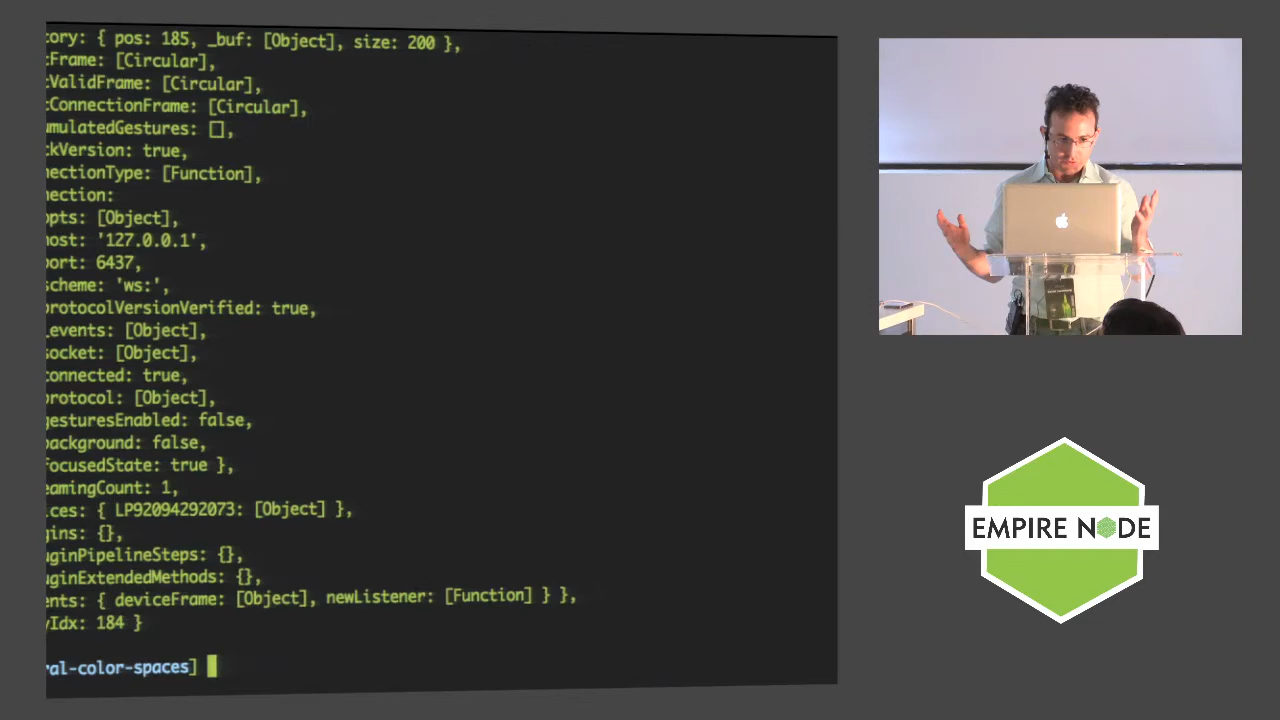 ory: { pos: 185, _buf: [Object], size: 200 },
Frame: [Circular],
ValidFrame: [Circular],
ConnectionFrame: [Circular],
umulatedGestures: [],
ckVersion: true,
nectionType: [Function],
nection:
opts: [Object],
host: '127.0.0.1',
port: 6437,
scheme: 'ws:',
protocolVersionVerified: true,
_events: [Object],
socket: [Object],
connected: true,
protocol: [Object],
gesturesEnabled: false,
background: false,
focusedState: true },
eamingCount: 1,
ices: { LP92094292073: [Object] },
gins: {},
uginPipelineSteps: {},
uginExtendedMethods: {},
ents: { deviceFrame: [Object], newListener: [Function] } },
yIdx: 184 }
ral-color-spaces]
EMPIRE NODE